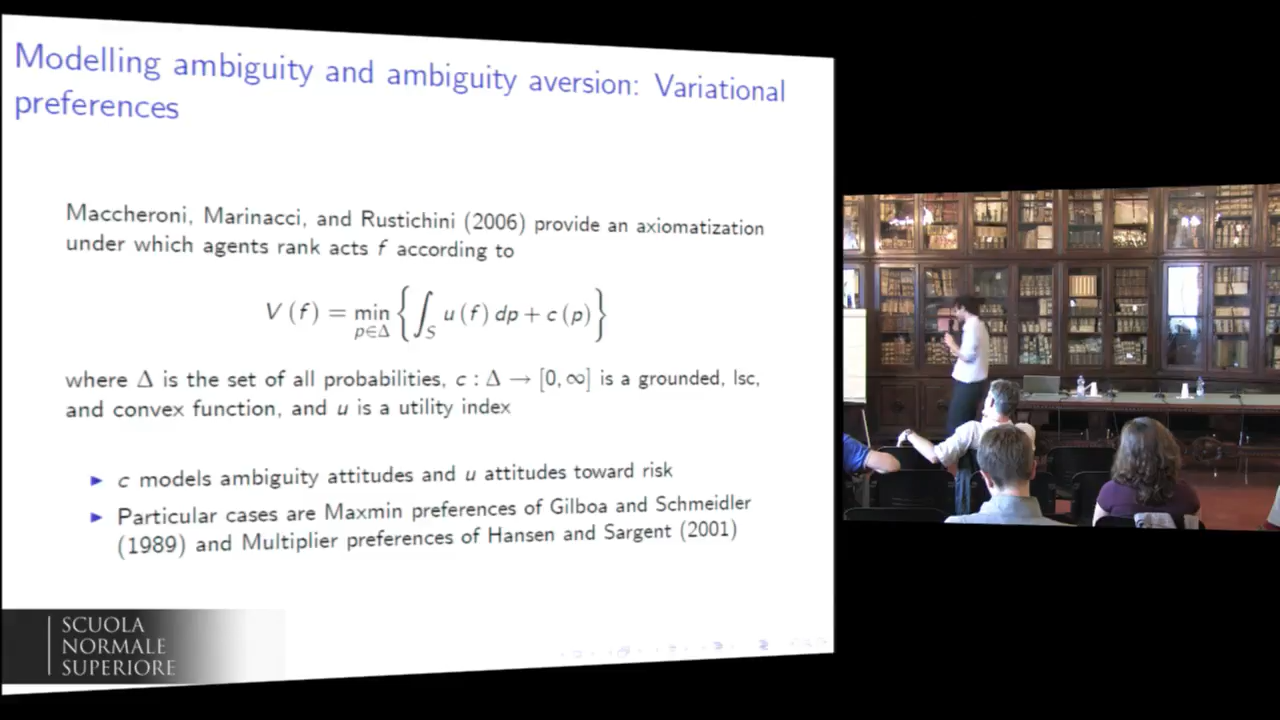 Modelling ambiguity and ambiguity aversion: Variational
preferences
Maccheroni, Marinacci, and Rustichini (2006) provide an axiomatization
under which agents rank acts f according to
V (f) = min_{p∈Δ} { ∫_S u (f) dp + c (p) }
where Δ is the set of all probabilities, c : Δ → [0, ∞] is a grounded, lsc,
and convex function, and u is a utility index
▶ c models ambiguity attitudes and u attitudes toward risk
▶ Particular cases are Maxmin preferences of Gilboa and Schmeidler
(1989) and Multiplier preferences of Hansen and Sargent (2001)
SCUOLA
NORMALE
SUPERIORE